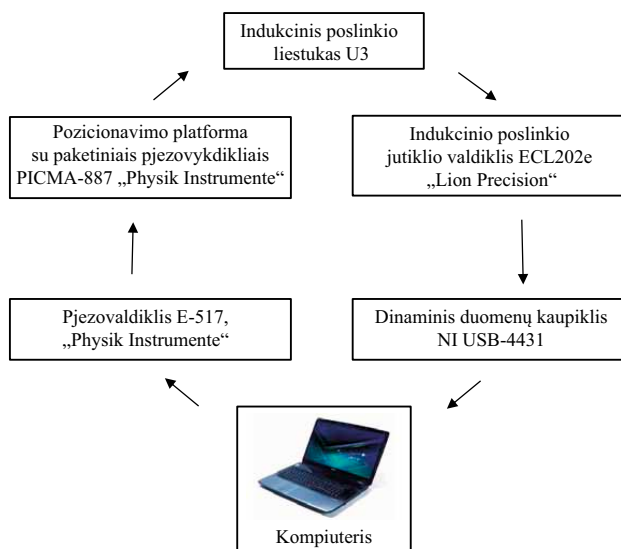 Indukcinis poslinkio
liestukas U3
Pozicionavimo platforma
su paketiniais pjezovykdikliais
PICMA-887 „Physik Instrumente“
Indukcinio poslinkio
jutiklio valdiklis ECL202e
„Lion Precision“
Pjezovaldiklis E-517,
„Physik Instrumente“
Dinaminis duomenų kaupiklis
NI USB-4431
Kompiuteris